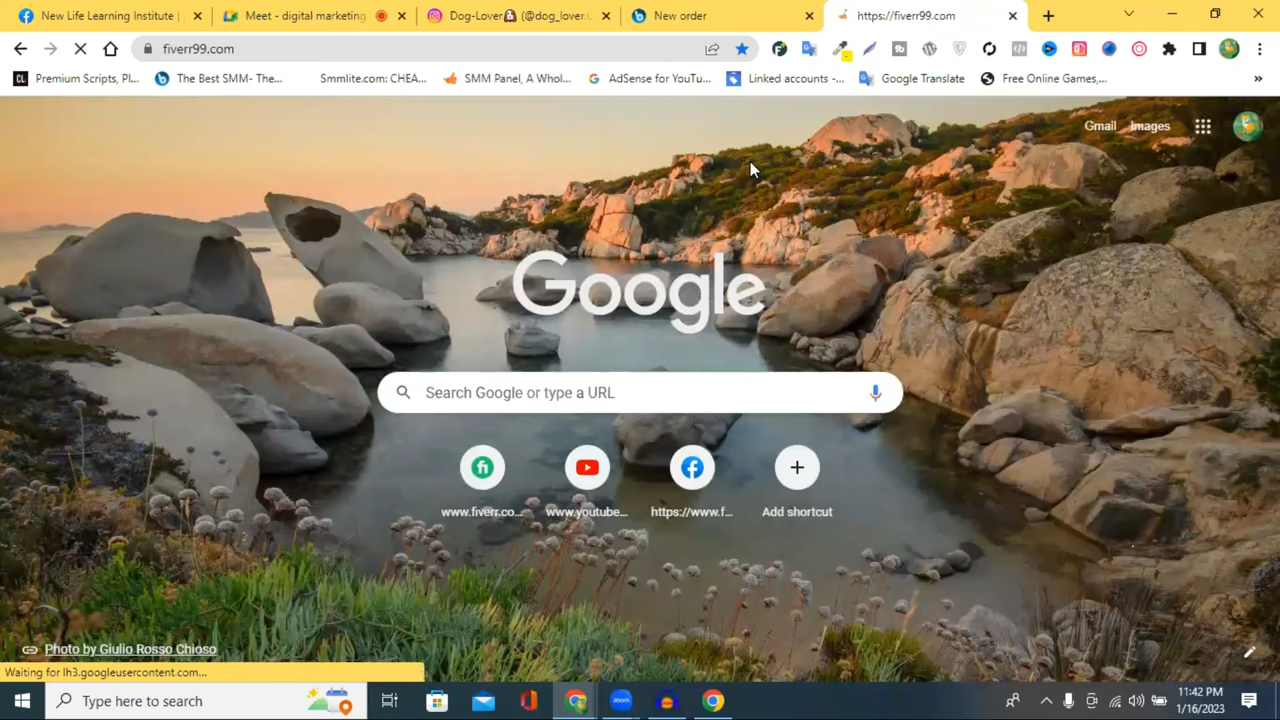 New Life Learning Institute |
Meet - digital marketing
Dog-Lover (@dog_lover.u
New order
https://fiverr99.com
fiverr99.com
Premium Scripts, Pl...
The Best SMM- The...
Smmlite.com: CHEA...
SMM Panel, A Whol...
AdSense for YouTu...
Linked accounts -...
Google Translate
Free Online Games,...
Gmail
Images
Google
Search Google or type a URL
www.fiverr.co...
www.youtube...
https://www.f...
Add shortcut
Photo by Giulio Rosso Chioso
Waiting for lh3.googleusercontent.com...
Type here to search
zoom
11:42 PM
1/16/2023